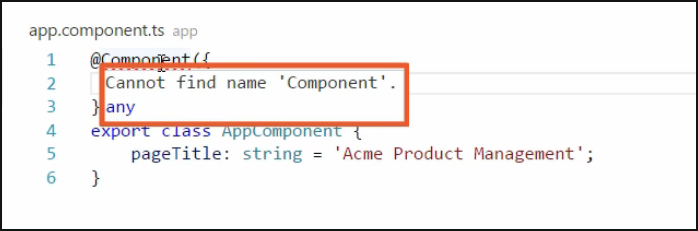 app.component.ts app
1 @Component({
2 Cannot find name 'Component'.
3 } any
4 export class AppComponent {
5 pageTitle: string = 'Acme Product Management';
6 }